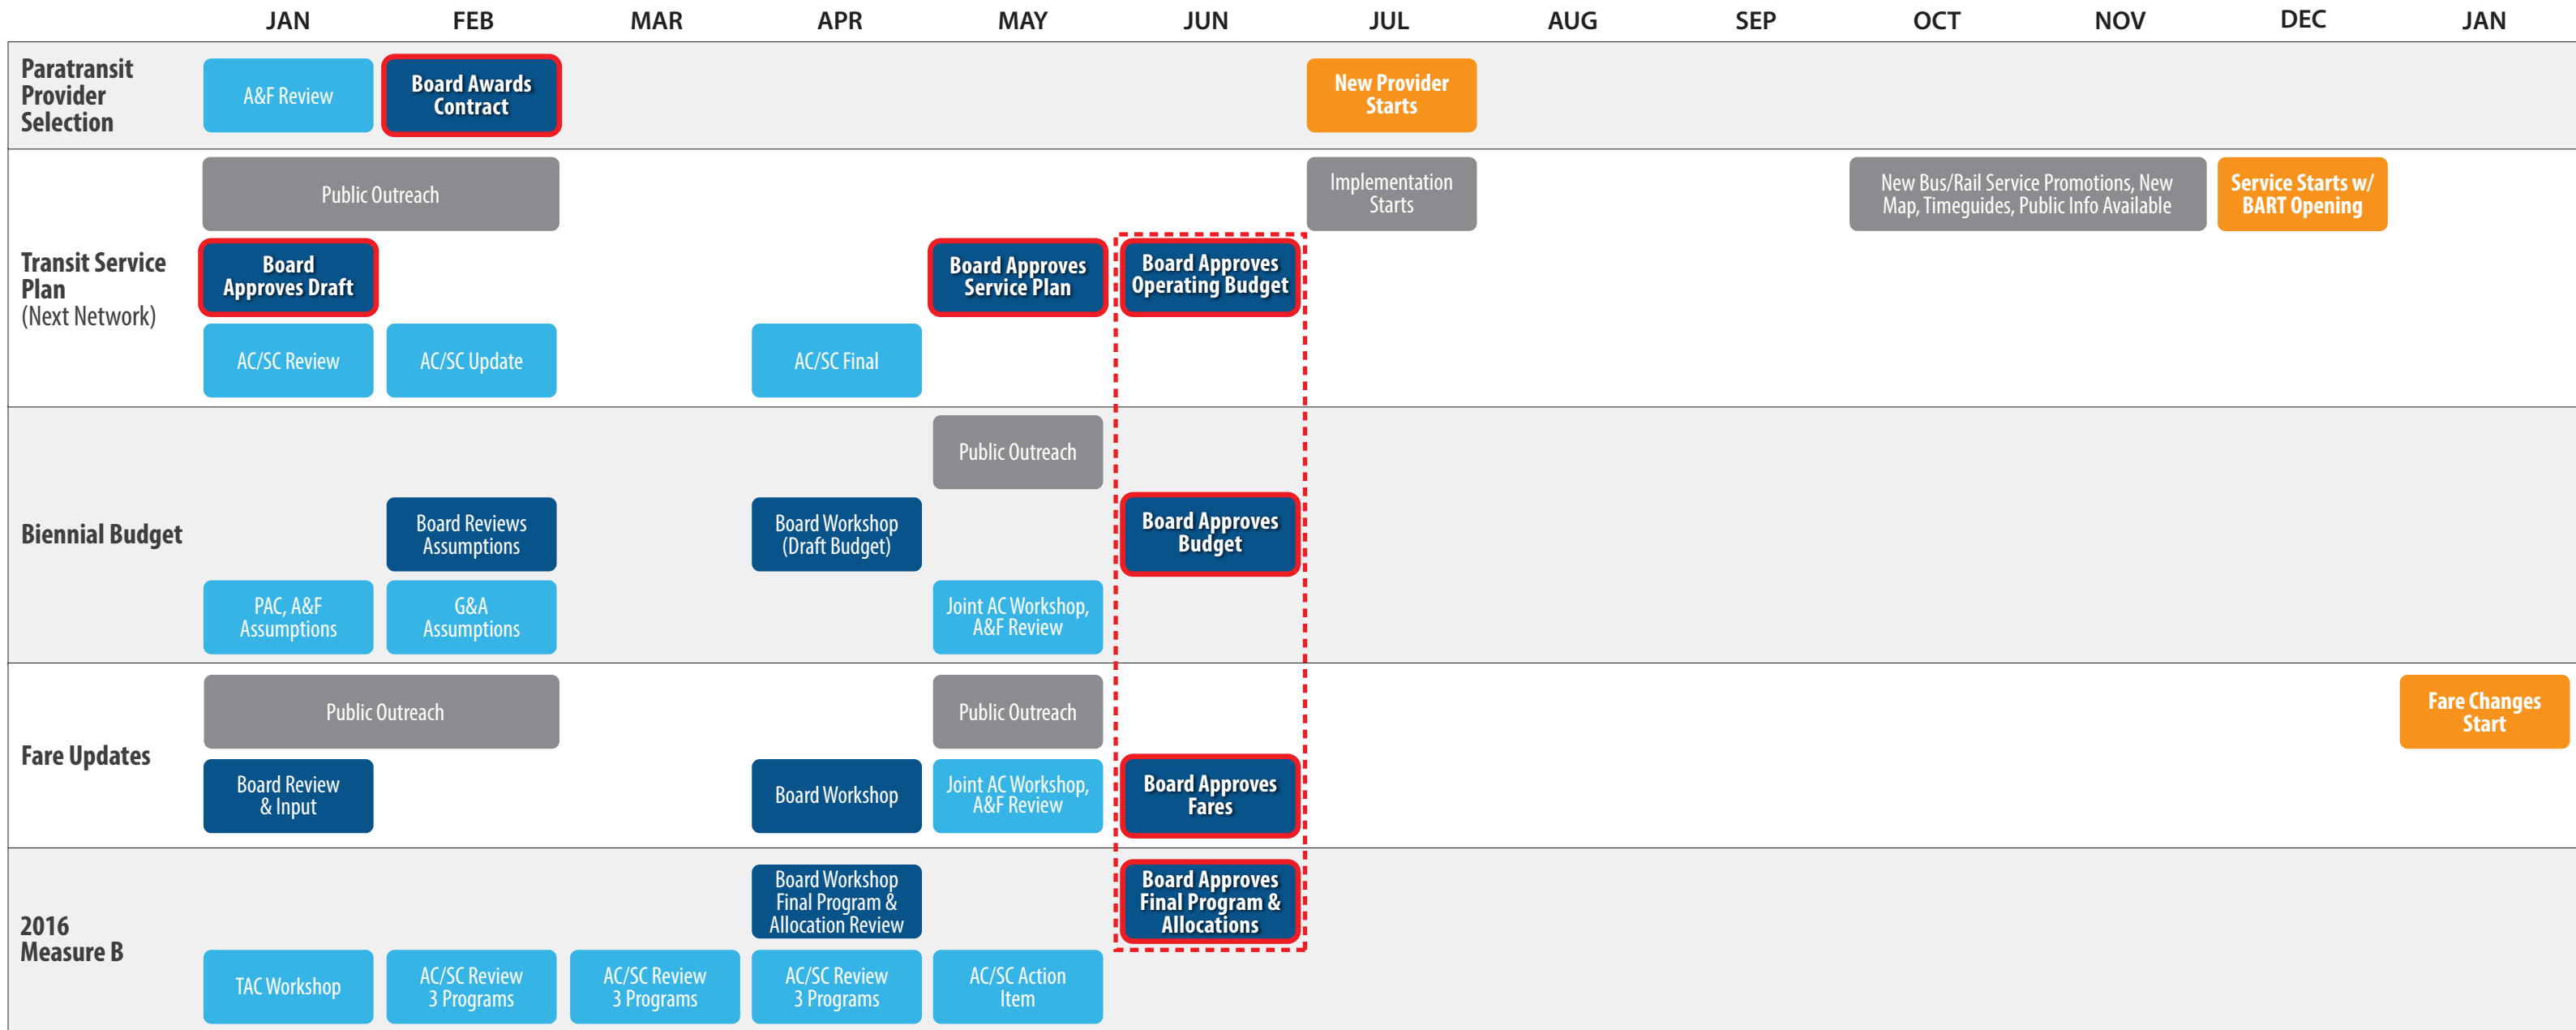 JAN FEB MAR APR MAY JUN JUL AUG SEP OCT NOV DEC JAN
Paratransit
Provider
Selection
A&F Review
Board Awards
Contract
New Provider
Starts
Transit Service
Plan
(Next Network)
Public Outreach
Implementation
Starts
New Bus/Rail Service Promotions, New
Map, Timeguides, Public Info Available
Service Starts w/
BART Opening
Board
Approves Draft
Board Approves
Service Plan
Board Approves
Operating Budget
AC/SC Review
AC/SC Update
AC/SC Final
Biennial Budget
Public Outreach
Board Reviews
Assumptions
Board Workshop
(Draft Budget)
Board Approves
Budget
PAC, A&F
Assumptions
G&A
Assumptions
Joint AC Workshop,
A&F Review
Fare Updates
Public Outreach
Public Outreach
Fare Changes
Start
Board Review
& Input
Board Workshop
Joint AC Workshop,
A&F Review
Board Approves
Fares
2016
Measure B
Board Workshop
Final Program &
Allocation Review
Board Approves
Final Program &
Allocations
TAC Workshop
AC/SC Review
3 Programs
AC/SC Review
3 Programs
AC/SC Review
3 Programs
AC/SC Action
Item